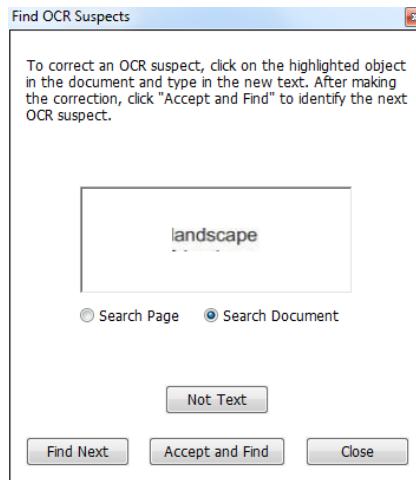 Find OCR Suspects
To correct an OCR suspect, click on the highlighted object
in the document and type in the new text. After making
the correction, click "Accept and Find" to identify the next
OCR suspect.
landscape
Search Page Search Document
Not Text
Find Next Accept and Find Close